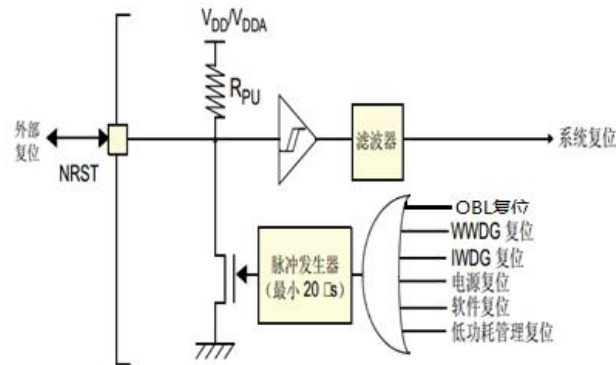 VDD/VDDA
RPU
外部
复位
NRST
滤波器
系统复位
OBL复位
WWDG 复位
IWDG 复位
电源复位
软件复位
低功耗管理复位
脉冲发生器
(最小 20 □s)